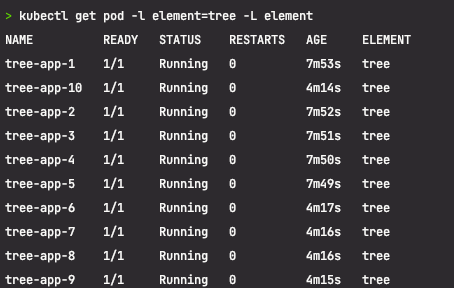 > kubectl get pod -l element=tree -L element
NAME READY STATUS RESTARTS AGE ELEMENT
tree-app-1 1/1 Running 0 7m53s tree
tree-app-10 1/1 Running 0 4m14s tree
tree-app-2 1/1 Running 0 7m52s tree
tree-app-3 1/1 Running 0 7m51s tree
tree-app-4 1/1 Running 0 7m50s tree
tree-app-5 1/1 Running 0 7m49s tree
tree-app-6 1/1 Running 0 4m17s tree
tree-app-7 1/1 Running 0 4m16s tree
tree-app-8 1/1 Running 0 4m16s tree
tree-app-9 1/1 Running 0 4m15s tree